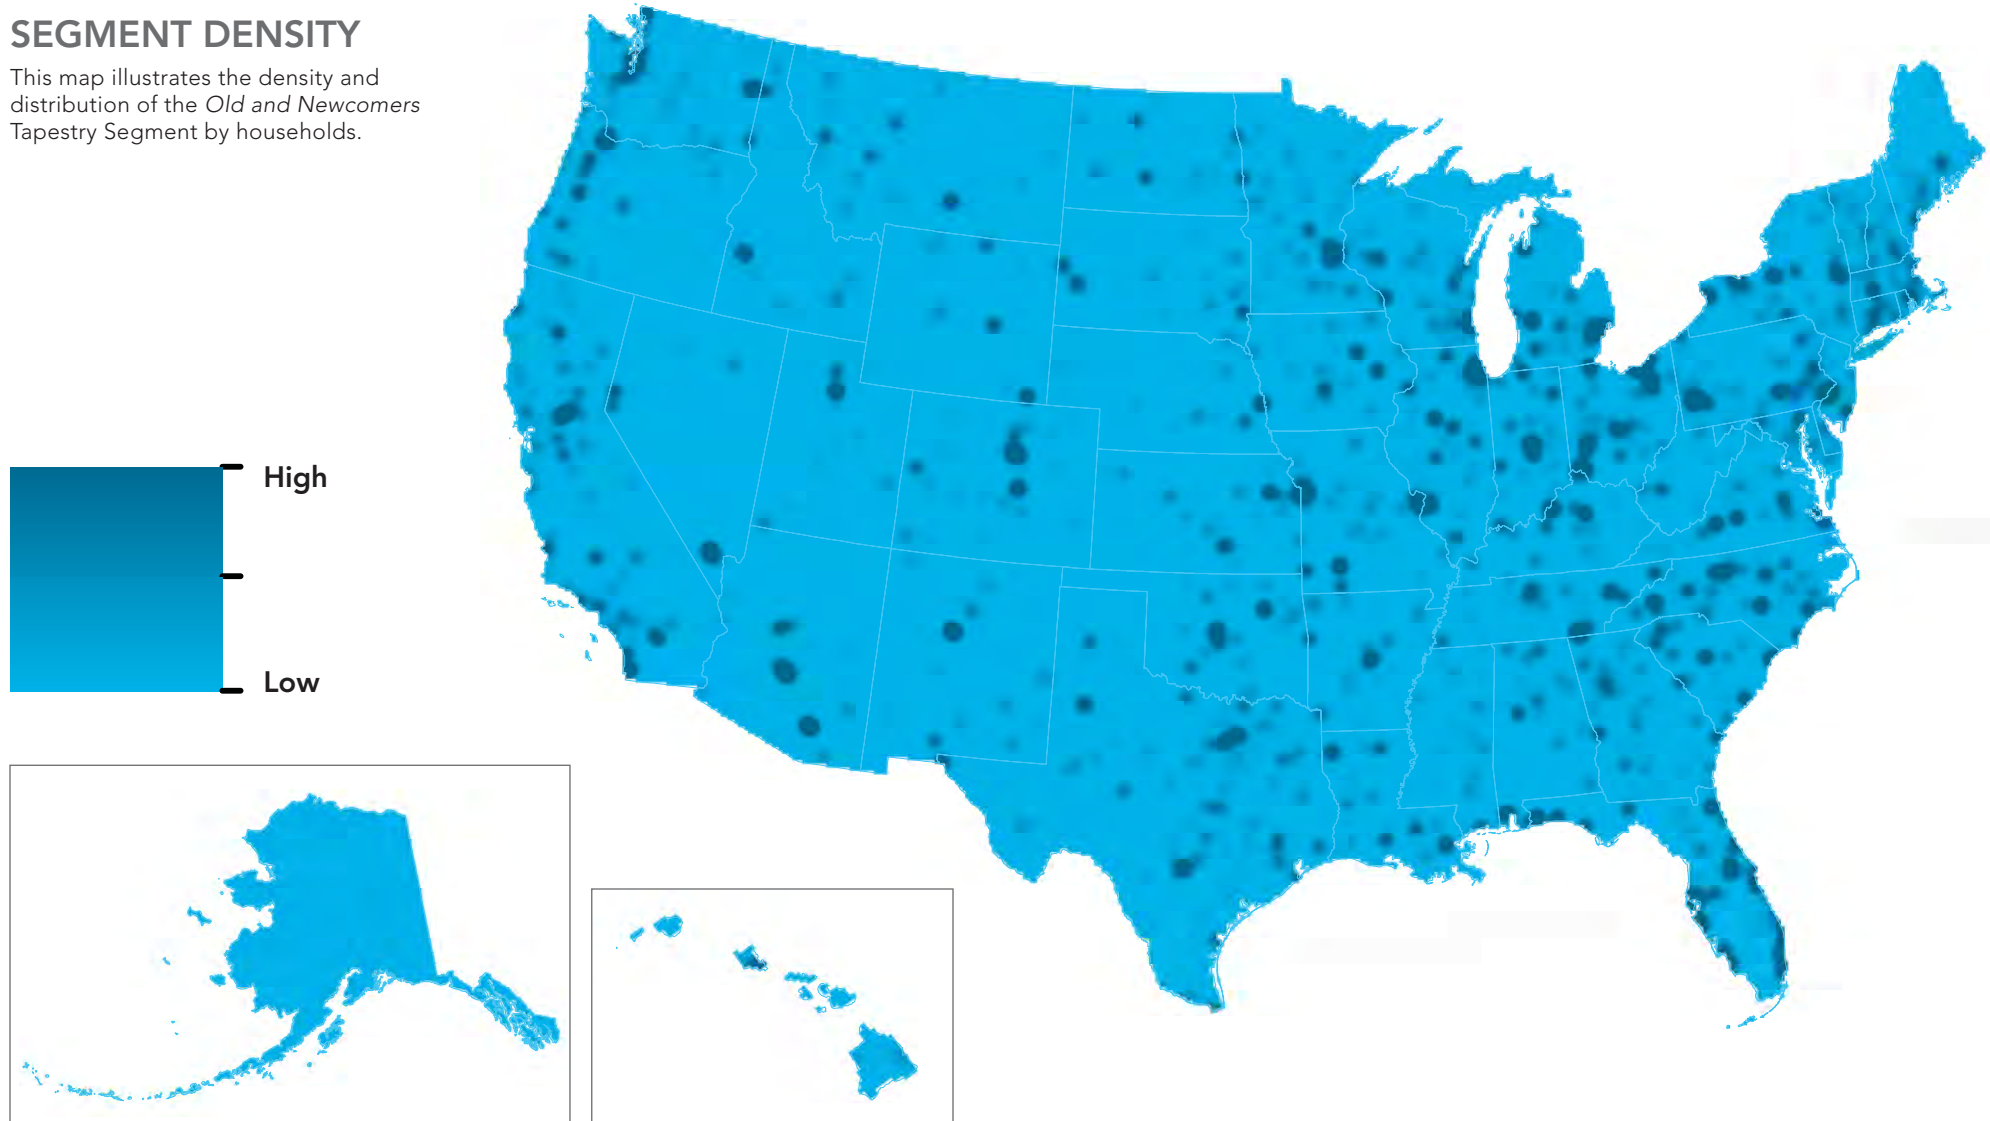 SEGMENT DENSITY
This map illustrates the density and
distribution of the Old and Newcomers
Tapestry Segment by households.
High
Low